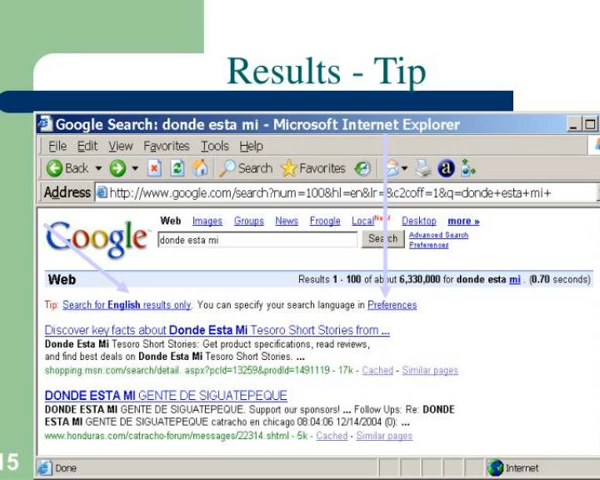 Results - Tip
Google Search: donde esta mi - Microsoft Internet Explorer
File Edit View Favorites Tools Help
Back Search Favorites
Address http://www.google.com/search?num=100&hl=en&lr=&c2coff=1&q=donde+esta+mi+
Web Images Groups News Froogle Local New! Desktop more »
Google donde esta mi Search Advanced Search
Preferences
Web Results 1 - 100 of about 6,330,000 for donde esta mi . (0.70 seconds)
Tip: Search for English results only. You can specify your search language in Preferences
Discover key facts about Donde Esta Mi Tesoro Short Stories from ...
Donde Esta Mi Tesoro Short Stories: Get product specifications, read reviews,
and find best deals on Donde Esta Mi Tesoro Short Stories. ...
shopping.msn.com/search/detail.aspx?pcId=13259&prodId=1491119 - 17k - Cached - Similar pages
DONDE ESTA MI GENTE DE SIGUATEPEQUE
DONDE ESTA MI GENTE DE SIGUATEPEQUE. Support our sponsors! ... Follow Ups: Re: DONDE
ESTA MI GENTE DE SIGUATEPEQUE catracho en chicago 08:04:06 12/14/2004 (0): ...
www.honduras.com/catracho-forum/messages/22314.shtml - 5k - Cached - Similar pages
15
Done Internet